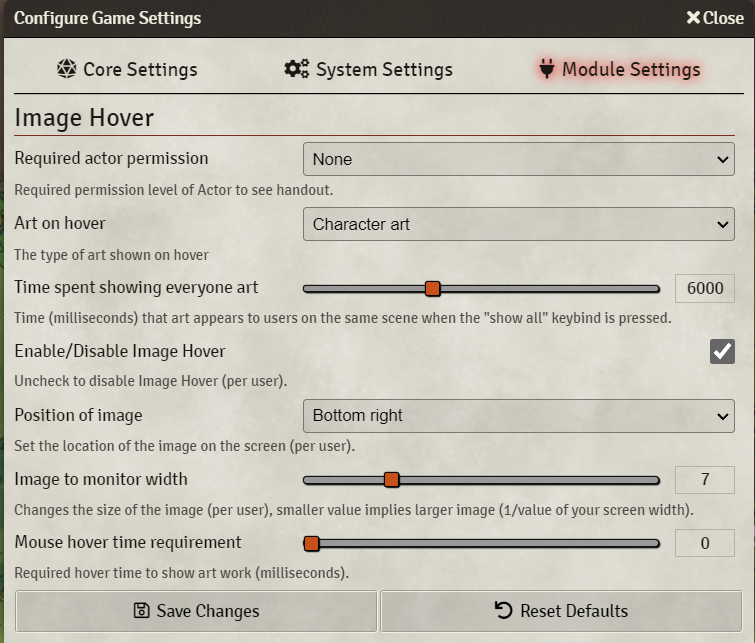 Configure Game Settings
Close
Core Settings
System Settings
Module Settings
Image Hover
Required actor permission
None
Required permission level of Actor to see handout.
Art on hover
Character art
The type of art shown on hover
Time spent showing everyone art
6000
Time (milliseconds) that art appears to users on the same scene when the "show all" keybind is pressed.
Enable/Disable Image Hover
Uncheck to disable Image Hover (per user).
Position of image
Bottom right
Set the location of the image on the screen (per user).
Image to monitor width
7
Changes the size of the image (per user), smaller value implies larger image (1/value of your screen width).
Mouse hover time requirement
0
Required hover time to show art work (milliseconds).
Save Changes
Reset Defaults